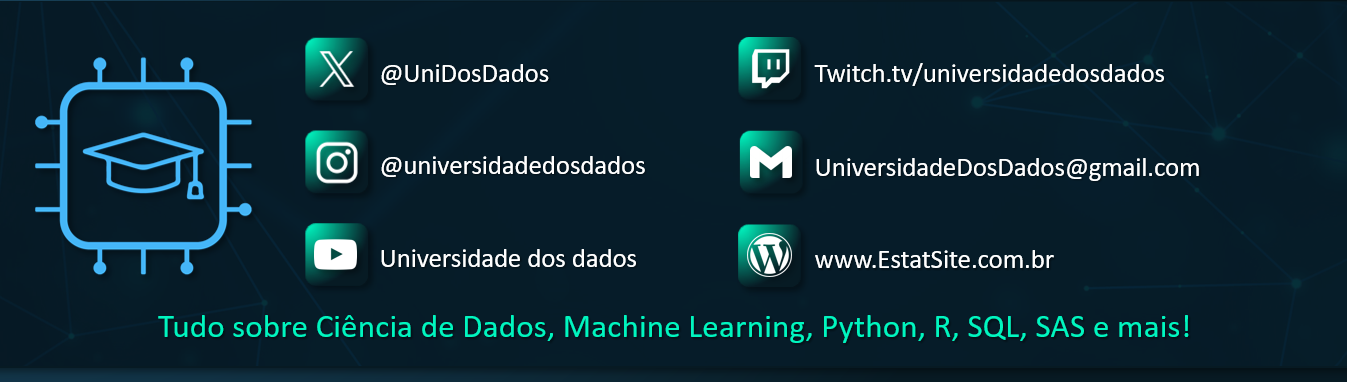 @UniDosDados
Twitch.tv/universidadedosdados
@universidadedosdados
UniversidadeDosDados@gmail.com
Universidade dos dados
www.EstatSite.com.br
Tudo sobre Ciência de Dados, Machine Learning, Python, R, SQL, SAS e mais!